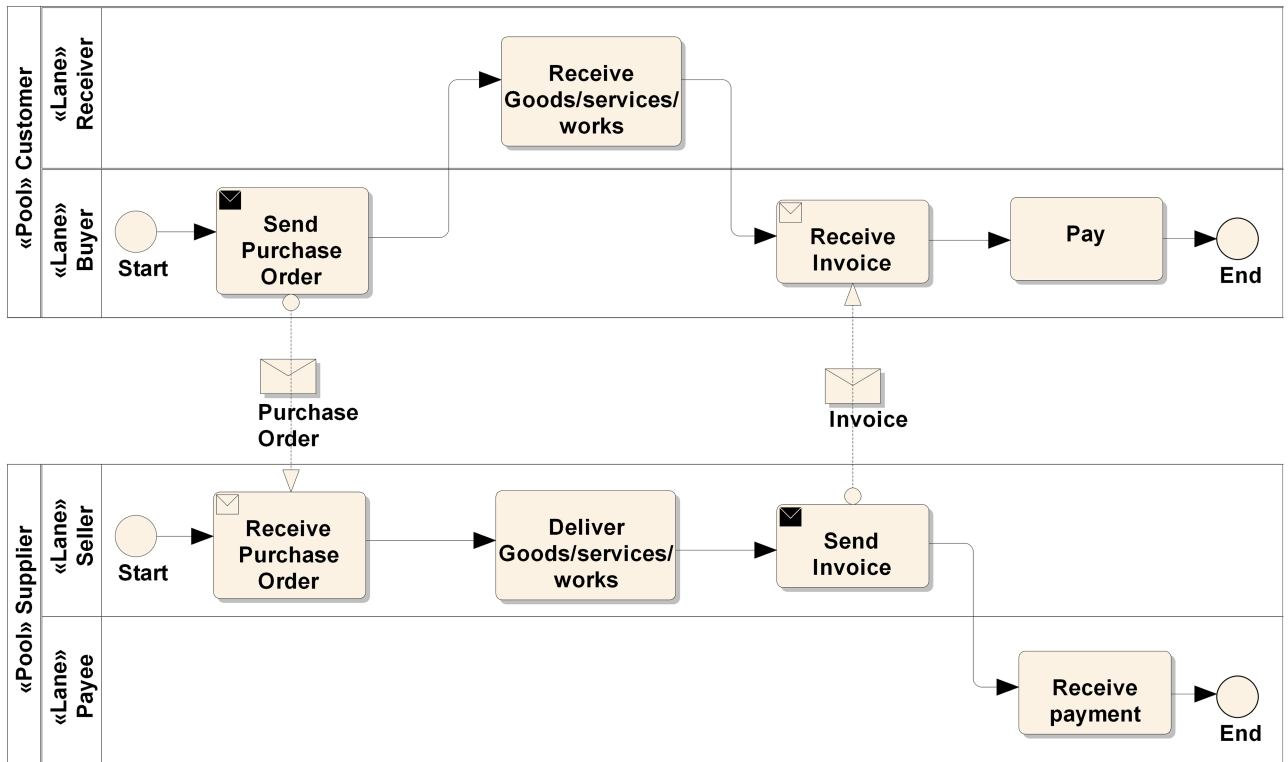 «Pool» Customer
«Lane»
Receiver
Receive
Goods/services/
works
«Lane»
Buyer
Start
Send
Purchase
Order
Receive
Invoice
Pay
End
Purchase
Order
Invoice
«Pool» Supplier
«Lane»
Seller
Start
Receive
Purchase
Order
Deliver
Goods/services/
works
Send
Invoice
«Lane»
Payee
Receive
payment
End